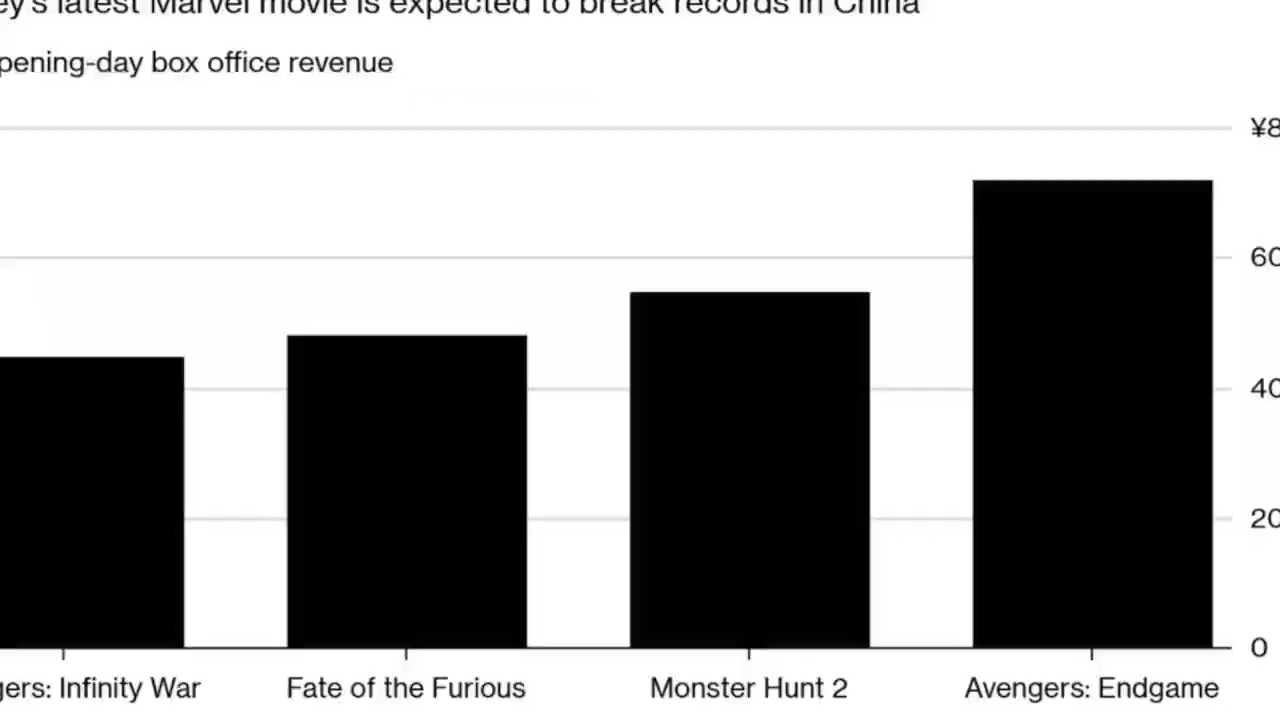 ey's latest Marvel movie is expected to break records in China
pening-day box office revenue
¥8
60
40
20
0
gers: Infinity War
Fate of the Furious
Monster Hunt 2
Avengers: Endgame